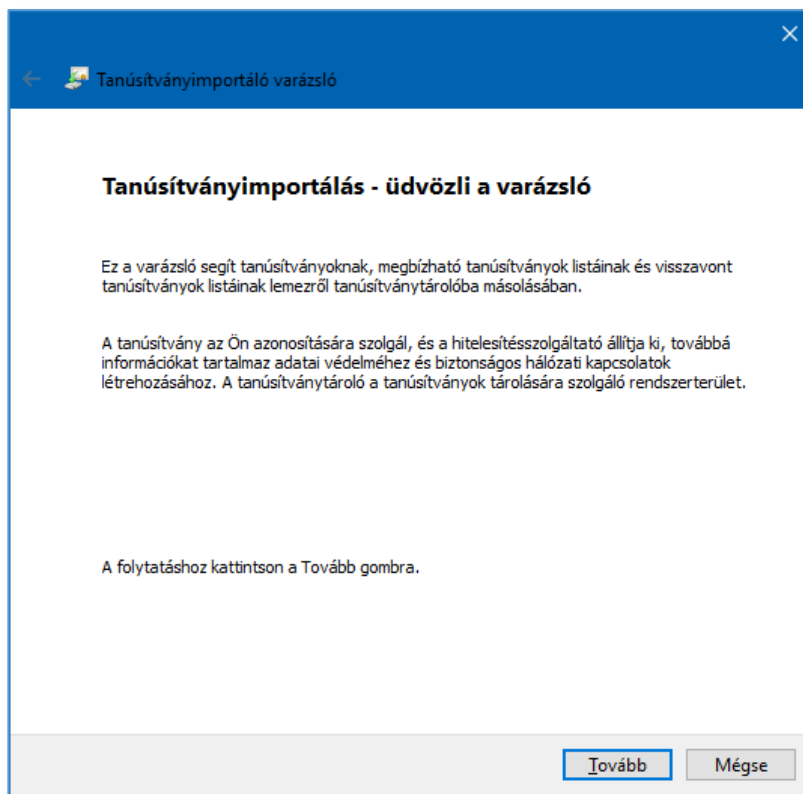 Tanúsítványimportáló varázsló
Tanúsítványimportálás - üdvözli a varázsló
Ez a varázsló segít tanúsítványoknak, megbízható tanúsítványok listáinak és visszavont
tanúsítványok listáinak lemezről tanúsítványtárolóba másolásában.
A tanúsítvány az Ön azonosítására szolgál, és a hitelesítésszolgáltató állítja ki, továbbá
információkat tartalmaz adatai védelméhez és biztonságos hálózati kapcsolatok
létrehozásához. A tanúsítványtároló a tanúsítványok tárolására szolgáló rendszerterület.
A folytatáshoz kattintson a Tovább gombra.
Tovább
Mégse